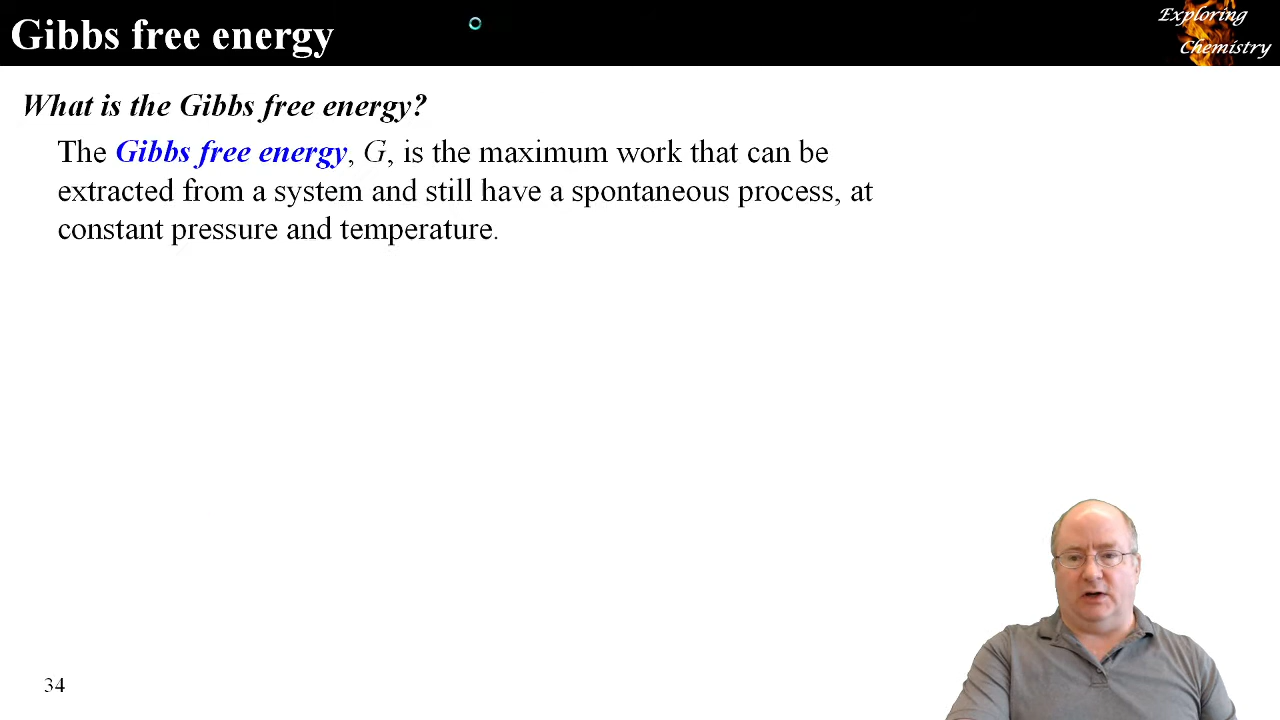 Gibbs free energy
Exploring
Chemistry
What is the Gibbs free energy?
The Gibbs free energy, G, is the maximum work that can be
extracted from a system and still have a spontaneous process, at
constant pressure and temperature.
34